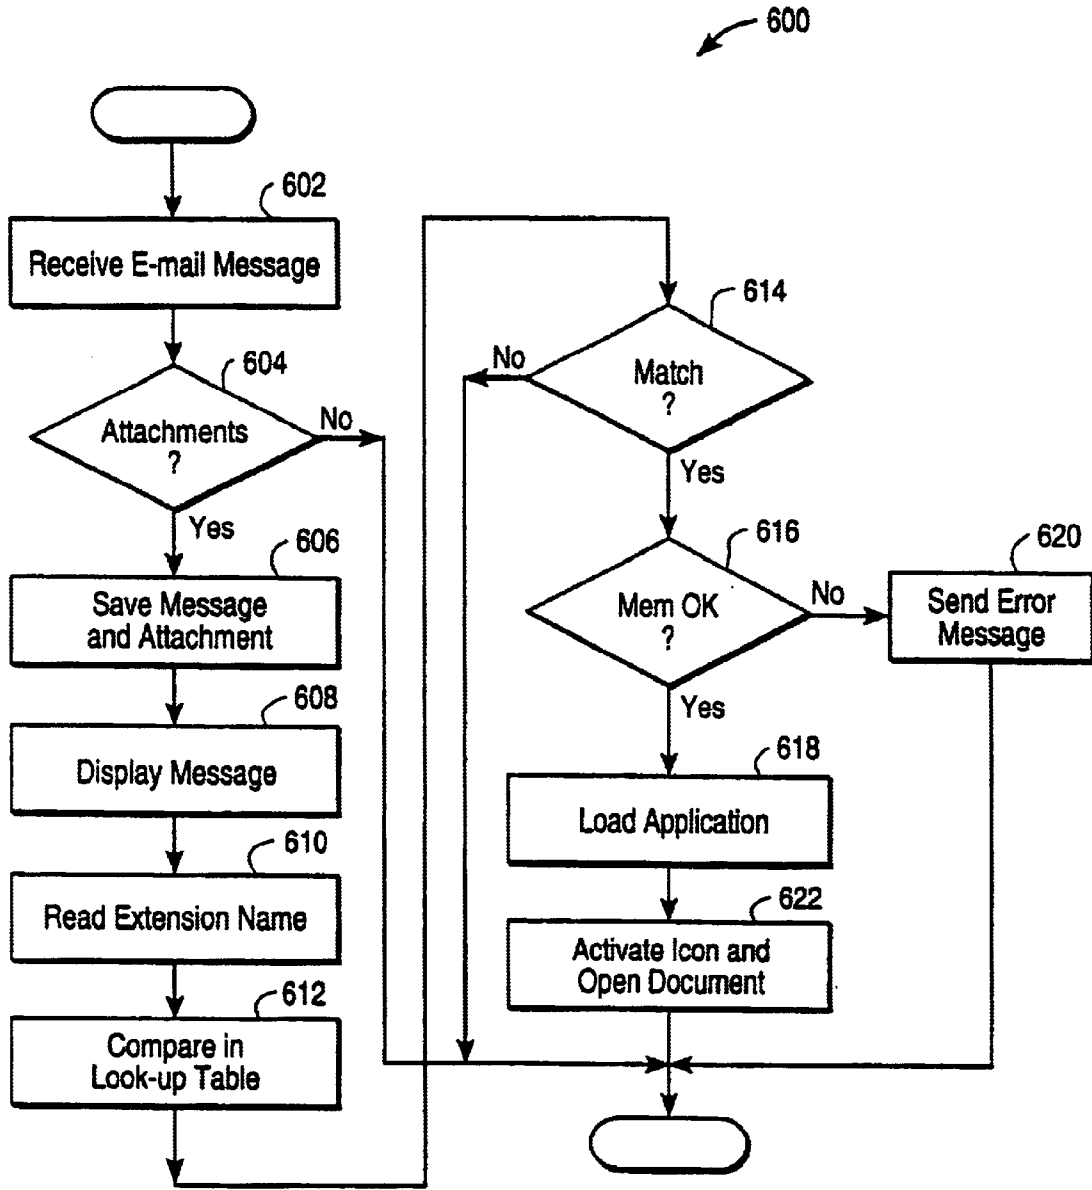 600
602
Receive E-mail Message
604
Attachments
?
No
Yes
606
Save Message
and Attachment
608
Display Message
610
Read Extension Name
612
Compare in
Look-up Table
614
Match
?
No
Yes
616
Mem OK
?
No
Yes
620
Send Error
Message
618
Load Application
622
Activate Icon and
Open Document